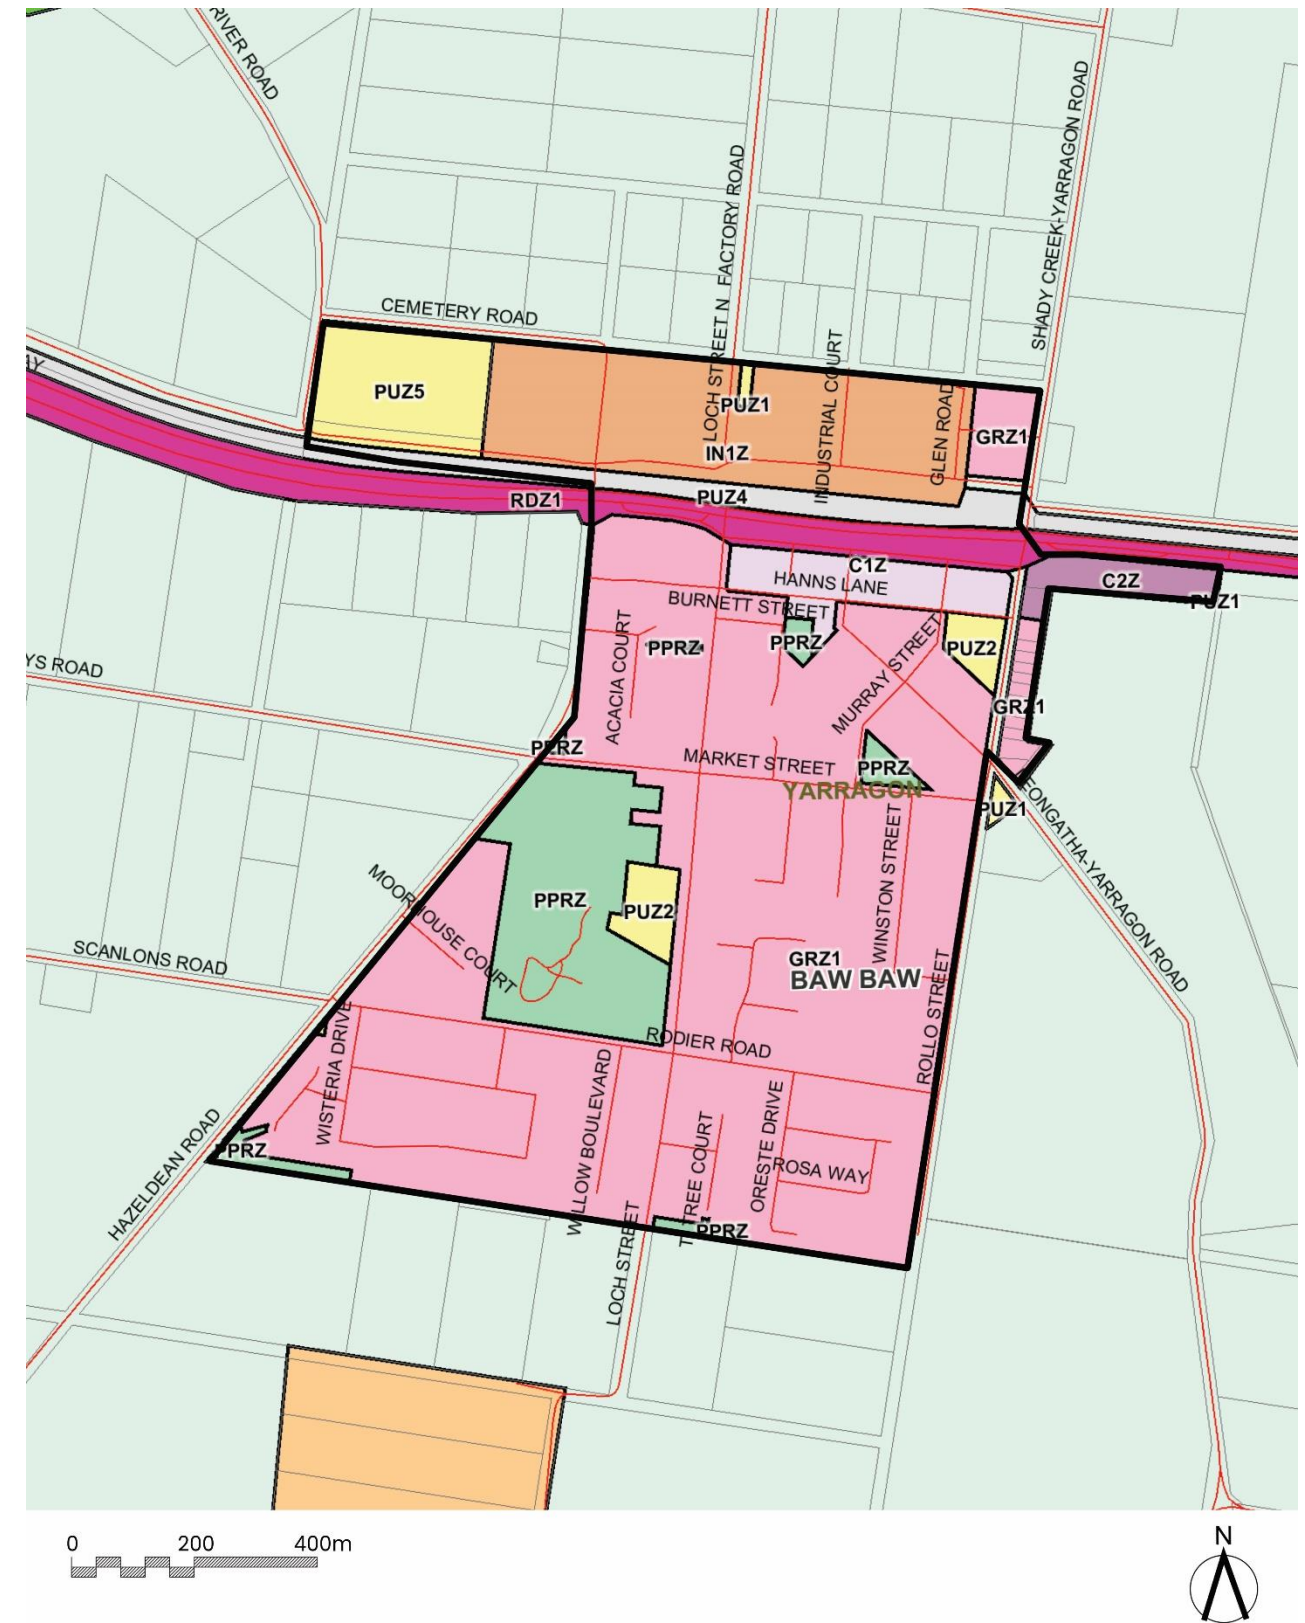 RIVER ROAD
SHADY CREEK-YARRAGON ROAD
LOCH STREET N FACTORY ROAD
CEMETERY ROAD
INDUSTRIAL COURT
GLEN ROAD
AY
PUZ5
PUZ1
GRZ1
IN1Z
PUZ4
RDZ1
C1Z
C2Z
HANNS LANE
PUZ1
BURNETT STREET
PPRZ
PPRZ
PUZ2
ACACIA COURT
MURRAY STREET
YS ROAD
GRZ1
PPRZ
MARKET STREET
PPRZ
YARRAGON
PUZ1
EONGATHA-YARRAGON ROAD
WINSTON STREET
MOORHOUSE COURT
PPRZ
PUZ2
SCANLONS ROAD
GRZ1
BAW BAW
ROLLO STREET
RODIER ROAD
WISTERIA DRIVE
WILLOW BOULEVARD
TREE COURT
ORESTE DRIVE
HAZELDEAN ROAD
PPRZ
ROSA WAY
LOCH STREET
PPRZ
0 200 400m
N